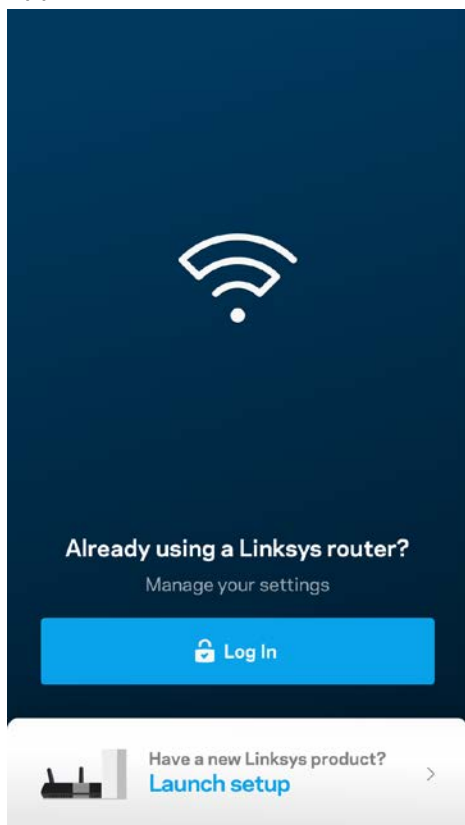 Already using a Linksys router?
Manage your settings
Log In
Have a new Linksys product?
Launch setup